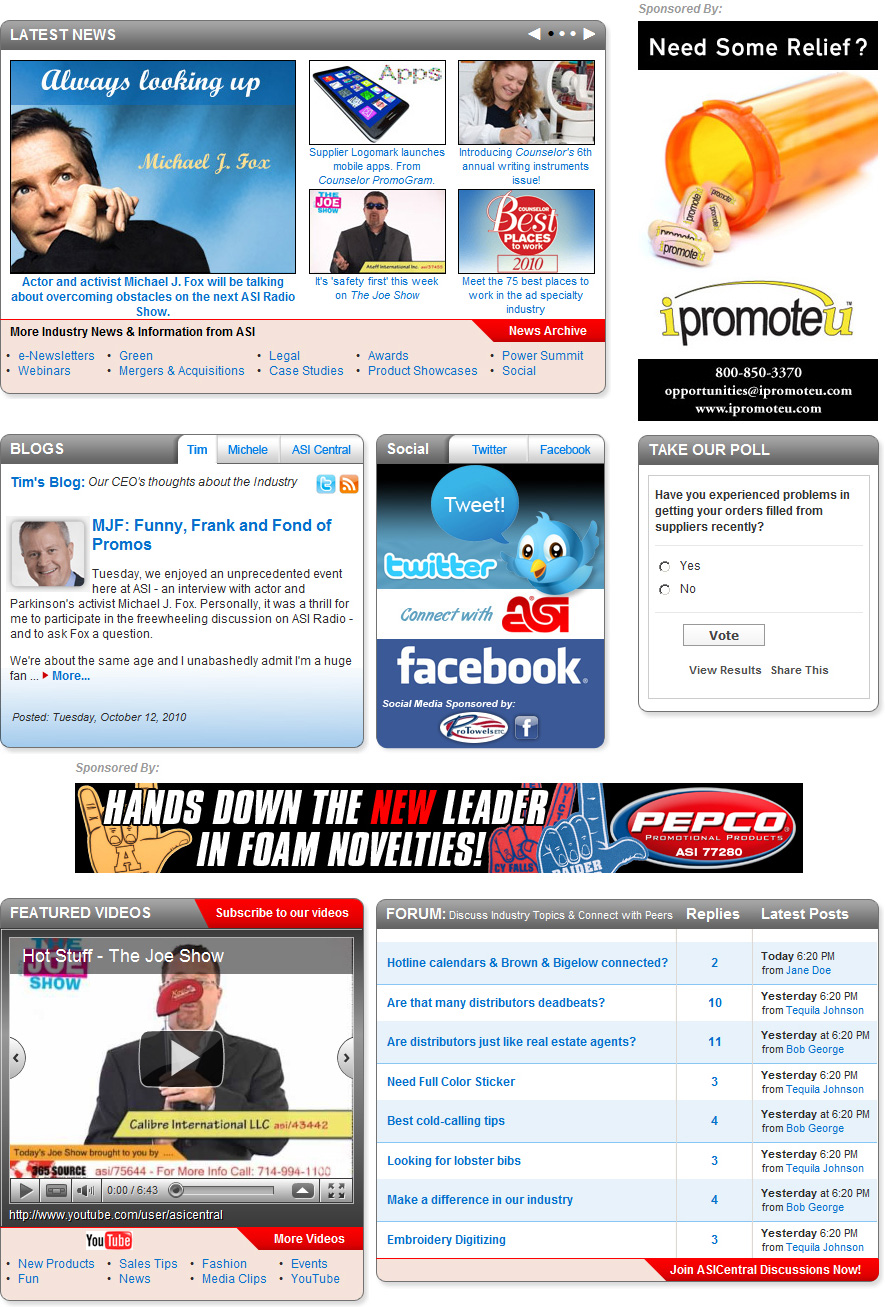 Sponsored By:
LATEST NEWS
Need Some Relief?
Always looking up
Michael J. Fox
Actor and activist Michael J. Fox will be talking
about overcoming obstacles on the next ASI Radio
Show.
Apps
Supplier Logomark launches
mobile apps. From
Counselor PromoGram.
Introducing Counselor's 6th
annual writing instruments
issue!
THE
JOE
SHOW
Atuff International Inc. asi/37455
It's 'safety first' this week
on The Joe Show
COUNSELOR
Best
PLACES
to work
2010
Meet the 75 best places to
work in the ad specialty
industry
promote
promote
promote
promote
ipromoteu™
800-850-3370
opportunities@ipromoteu.com
www.ipromoteu.com
More Industry News & Information from ASI
News Archive
• e-Newsletters • Green • Legal • Awards • Power Summit
• Webinars • Mergers & Acquisitions • Case Studies • Product Showcases • Social
BLOGS Tim Michele ASI Central
Tim's Blog: Our CEO's thoughts about the Industry
MJF: Funny, Frank and Fond of
Promos
Tuesday, we enjoyed an unprecedented event
here at ASI - an interview with actor and
Parkinson's activist Michael J. Fox. Personally, it was a thrill for
me to participate in the freewheeling discussion on ASI Radio -
and to ask Fox a question.
We're about the same age and I unabashedly admit I'm a huge
fan ... More...
Posted: Tuesday, October 12, 2010
Social Twitter Facebook
Tweet!
twitter
Connect with asi
facebook.
Social Media Sponsored by:
ProTowels ETC
TAKE OUR POLL
Have you experienced problems in
getting your orders filled from
suppliers recently?
Yes
No
Vote
View Results Share This
Sponsored By:
HANDS DOWN THE NEW LEADER
IN FOAM NOVELTIES!
A
CY FALLS
VICT
RAIDER
PEPCO®
PROMOTIONAL PRODUCTS
ASI 77280
FEATURED VIDEOS
Subscribe to our videos
Hot Stuff - The Joe Show
THE
JOE
SHOW
Calibre International LLC asi/43442
Today's Joe Show brought to you by ....
365 SOURCE asi/75644 - For More Info Call: 714-994-1100
0:00 / 6:43
http://www.youtube.com/user/asicentral
YouTube
More Videos
• New Products • Sales Tips • Fashion • Events
• Fun • News • Media Clips • YouTube
FORUM: Discuss Industry Topics & Connect with Peers Replies Latest Posts
Hotline calendars & Brown & Bigelow connected? 2 Today 6:20 PM
from Jane Doe
Are that many distributors deadbeats? 10 Yesterday 6:20 PM
from Tequila Johnson
Are distributors just like real estate agents? 11 Yesterday at 6:20 PM
from Bob George
Need Full Color Sticker 3 Yesterday 6:20 PM
from Tequila Johnson
Best cold-calling tips 4 Yesterday at 6:20 PM
from Bob George
Looking for lobster bibs 3 Yesterday 6:20 PM
from Tequila Johnson
Make a difference in our industry 4 Yesterday at 6:20 PM
from Bob George
Embroidery Digitizing 3 Yesterday 6:20 PM
from Tequila Johnson
Join ASICentral Discussions Now!